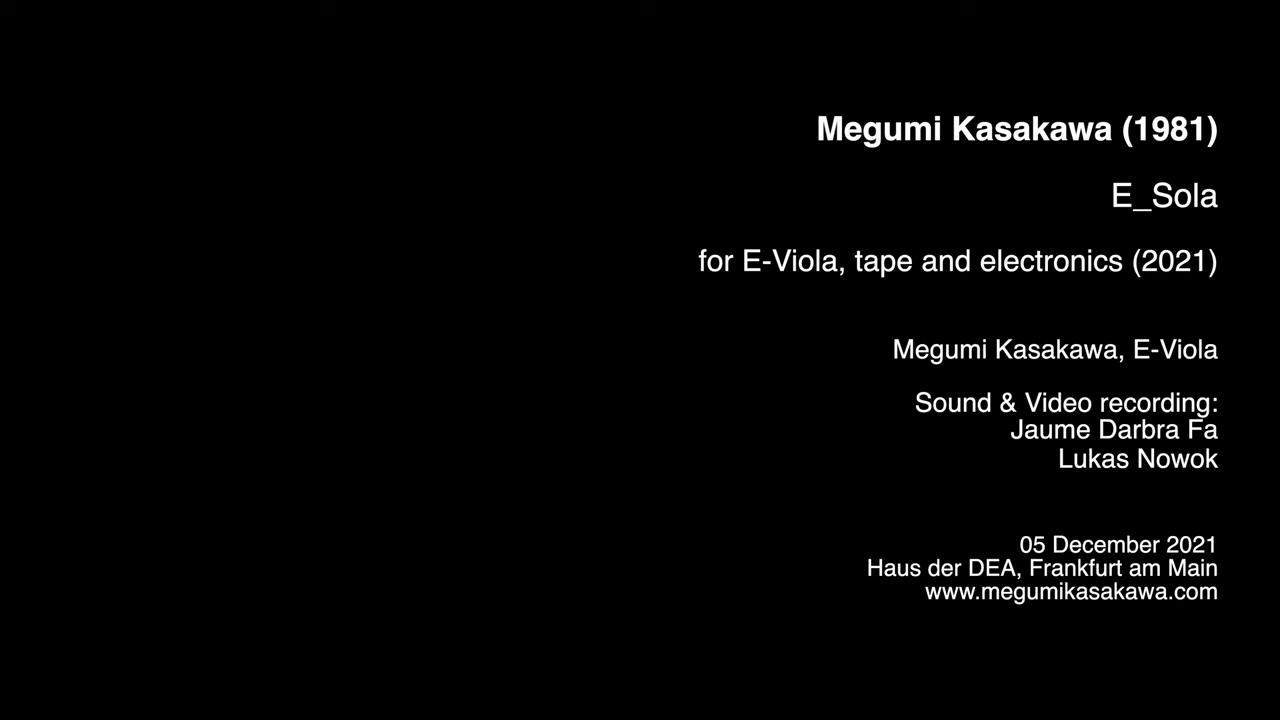 Megumi Kasakawa (1981)
E_Sola
for E-Viola, tape and electronics (2021)
Megumi Kasakawa, E-Viola
Sound & Video recording:
Jaume Darbra Fa
Lukas Nowok
05 December 2021
Haus der DEA, Frankfurt am Main
www.megumikasakawa.com